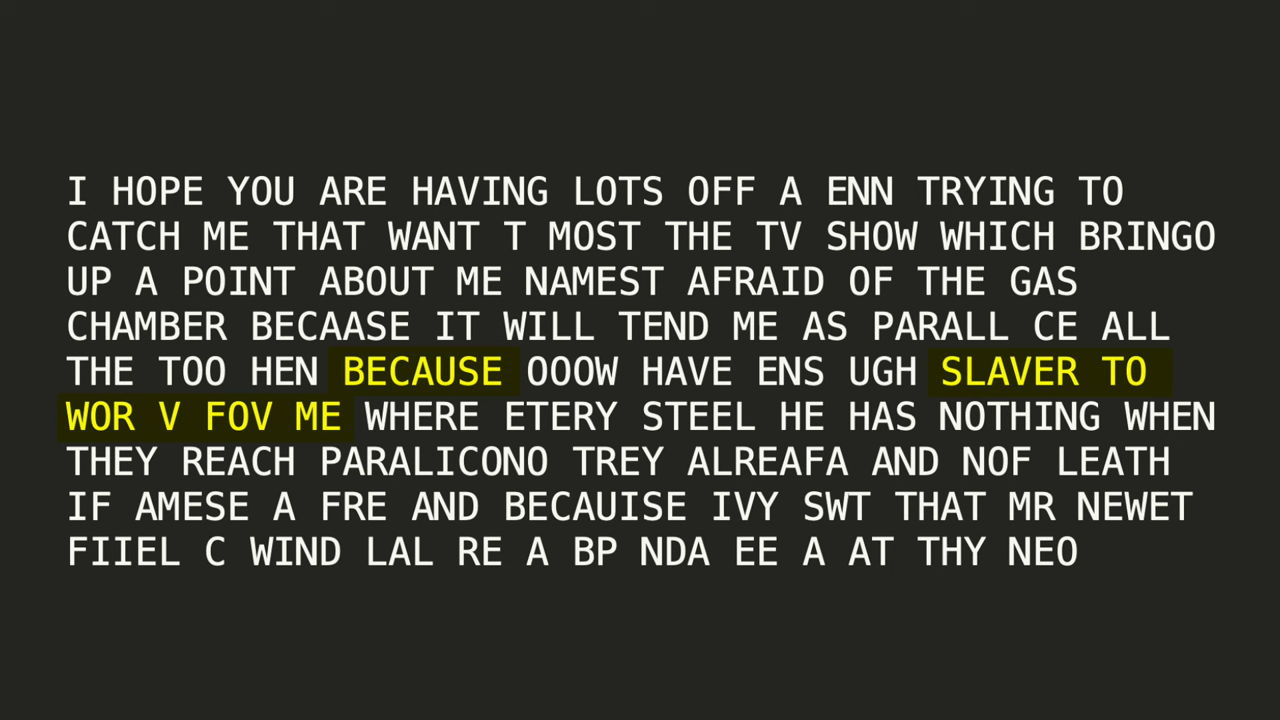 I HOPE YOU ARE HAVING LOTS OFF A ENN TRYING TO
CATCH ME THAT WANT T MOST THE TV SHOW WHICH BRINGO
UP A POINT ABOUT ME NAMEST AFRAID OF THE GAS
CHAMBER BECAASE IT WILL TEND ME AS PARALL CE ALL
THE TOO HEN BECAUSE OOOW HAVE ENS UGH SLAVER TO
WOR V FOV ME WHERE ETERY STEEL HE HAS NOTHING WHEN
THEY REACH PARALICONO TREY ALREAFA AND NOF LEATH
IF AMESE A FRE AND BECAUISE IVY SWT THAT MR NEWET
FIIEL C WIND LAL RE A BP NDA EE A AT THY NEO